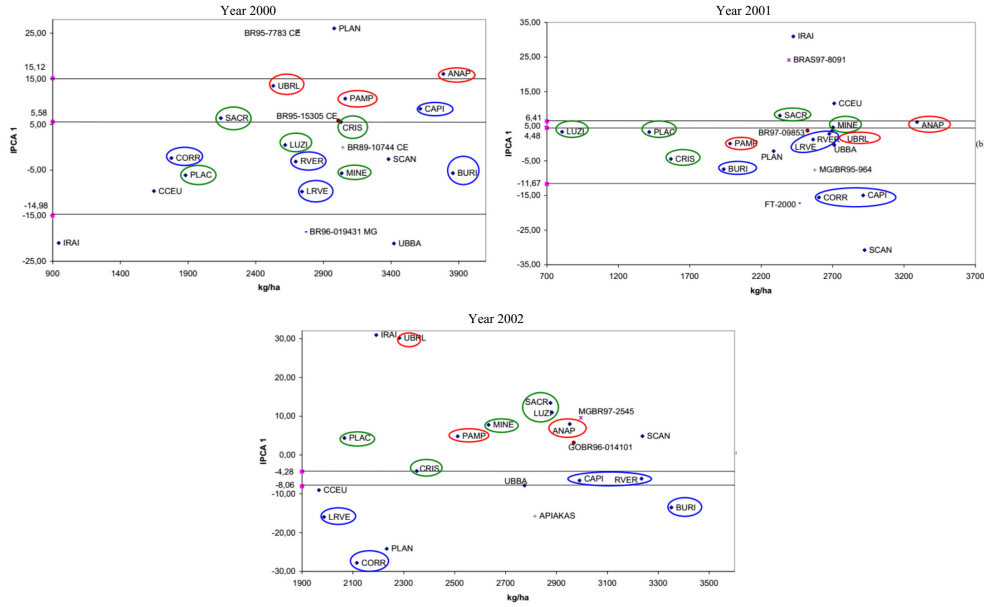 Year 2000
25,00
15,12
15,00
5,58
5,00
-5,00
-14,98
-15,00
-25,00
IPCA 1
PLAN
BR95-7783 CE
ANAP
UBRL
PAMP
CAPI
SACR
BR95-15305 CE
CRIS
LUZI
BR89-10744 CE
CORR
RVER
SCAN
PLAC
MINE
BURI
CCEU
LRVE
BR96-019431 MG
IRAI
UBBA
900 1400 1900 2400 2900 3400 3900
kg/ha
Year 2001
35,00
25,00
15,00
6,41
5,00
4,48
-5,00
-11,67
-15,00
-25,00
-35,00
IPCA 1
IRAI
BRAS97-8091
CCEU
SACR
MINE
ANAP
LUZI
PLAC
BR97-09853
RVER
UBRL
PAMP
LRVE
UBBA
(b)
CRIS
PLAN
BURI
MG/BR95-964
CORR
CAPI
FT-2000
SCAN
700 1200 1700 2200 2700 3200 3700
kg/ha
Year 2002
30,00
20,00
10,00
0,00
-4,28
-8,06
-10,00
-20,00
-30,00
IPCA 1
IRAI
UBRL
SACR
LUZI
MGBR97-2545
MINE
ANAP
PLAC
PAMP
SCAN
GOBR96-014101
CRIS
UBBA
CAPI
RVER
CCEU
BURI
LRVE
APIAKAS
PLAN
CORR
1900 2100 2300 2500 2700 2900 3100 3300 3500
kg/ha